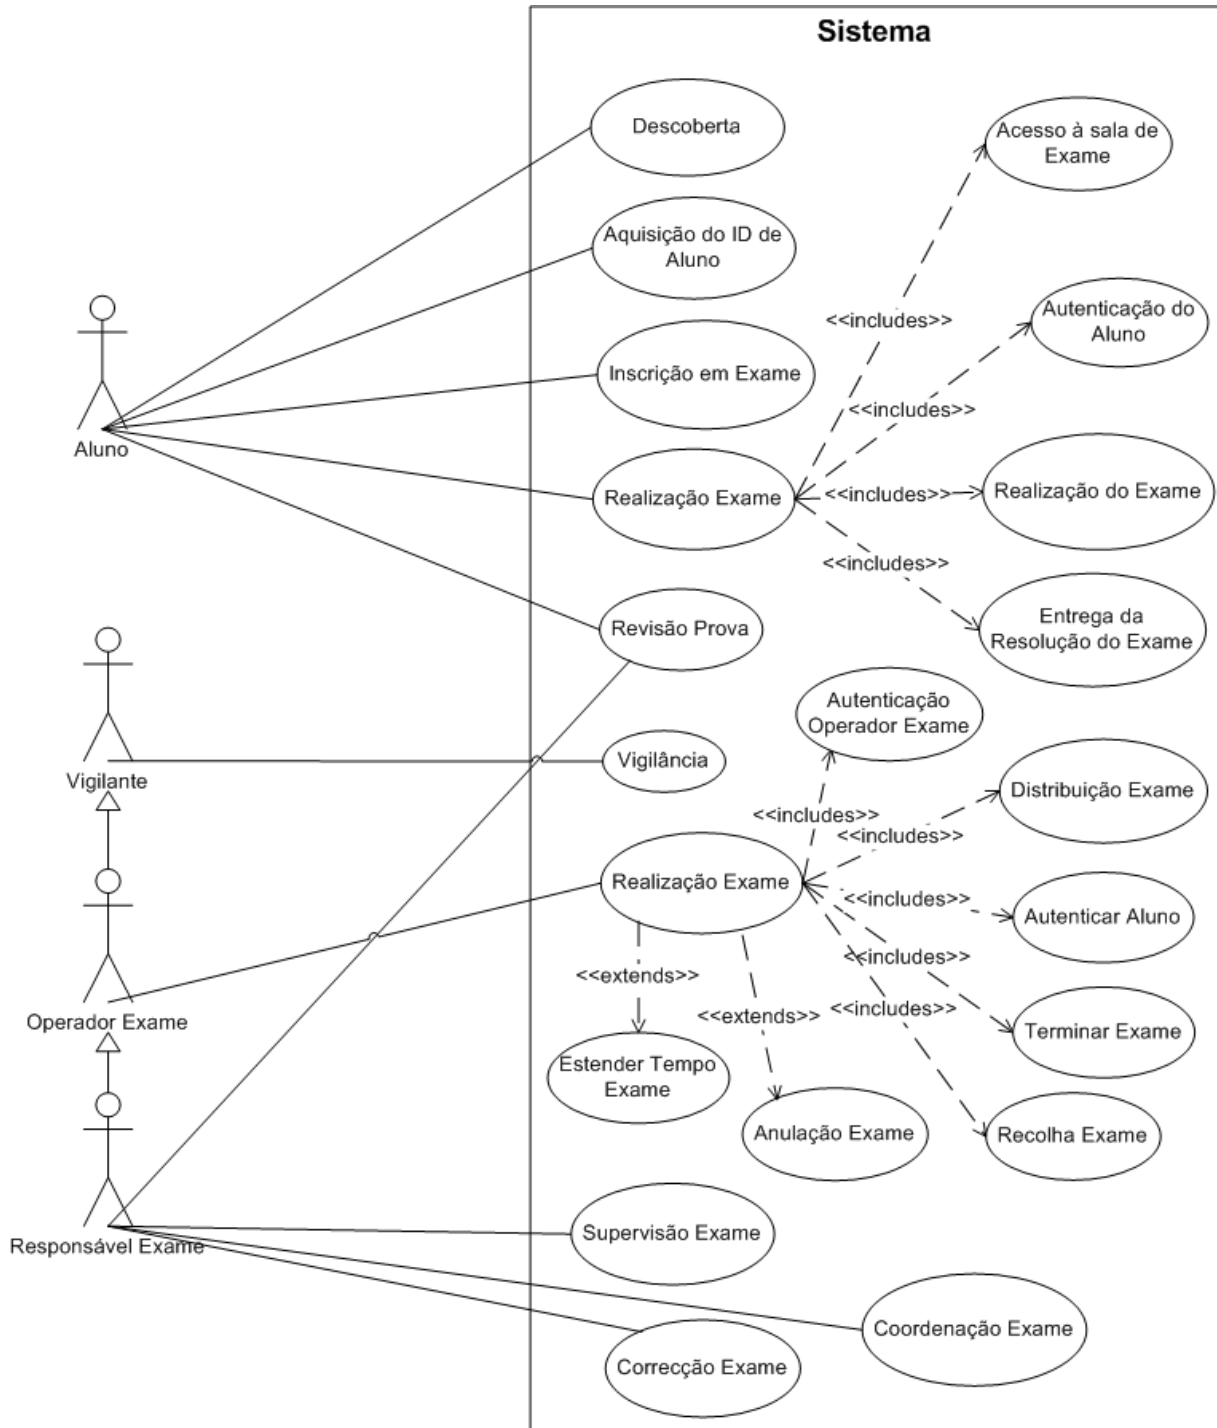 Sistema
Descoberta
Acesso à sala de
Exame
Aquisição do ID de
Aluno
<<includes>>
Autenticação do
Aluno
Inscrição em Exame
<<includes>>
Aluno
Realização Exame
<<includes>>
Realização do Exame
<<includes>>
Revisão Prova
Entrega da
Resolução do Exame
Autenticação
Operador Exame
Vigilante
Vigilância
Distribuição Exame
<<includes>>
<<includes>>
Realização Exame
<<includes>>
Autenticar Aluno
<<includes>>
<<extends>>
<<includes>>
Operador Exame
<<extends>>
Terminar Exame
Estender Tempo
Exame
Anulação Exame
Recolha Exame
Responsável Exame
Supervisão Exame
Coordenação Exame
Correcção Exame